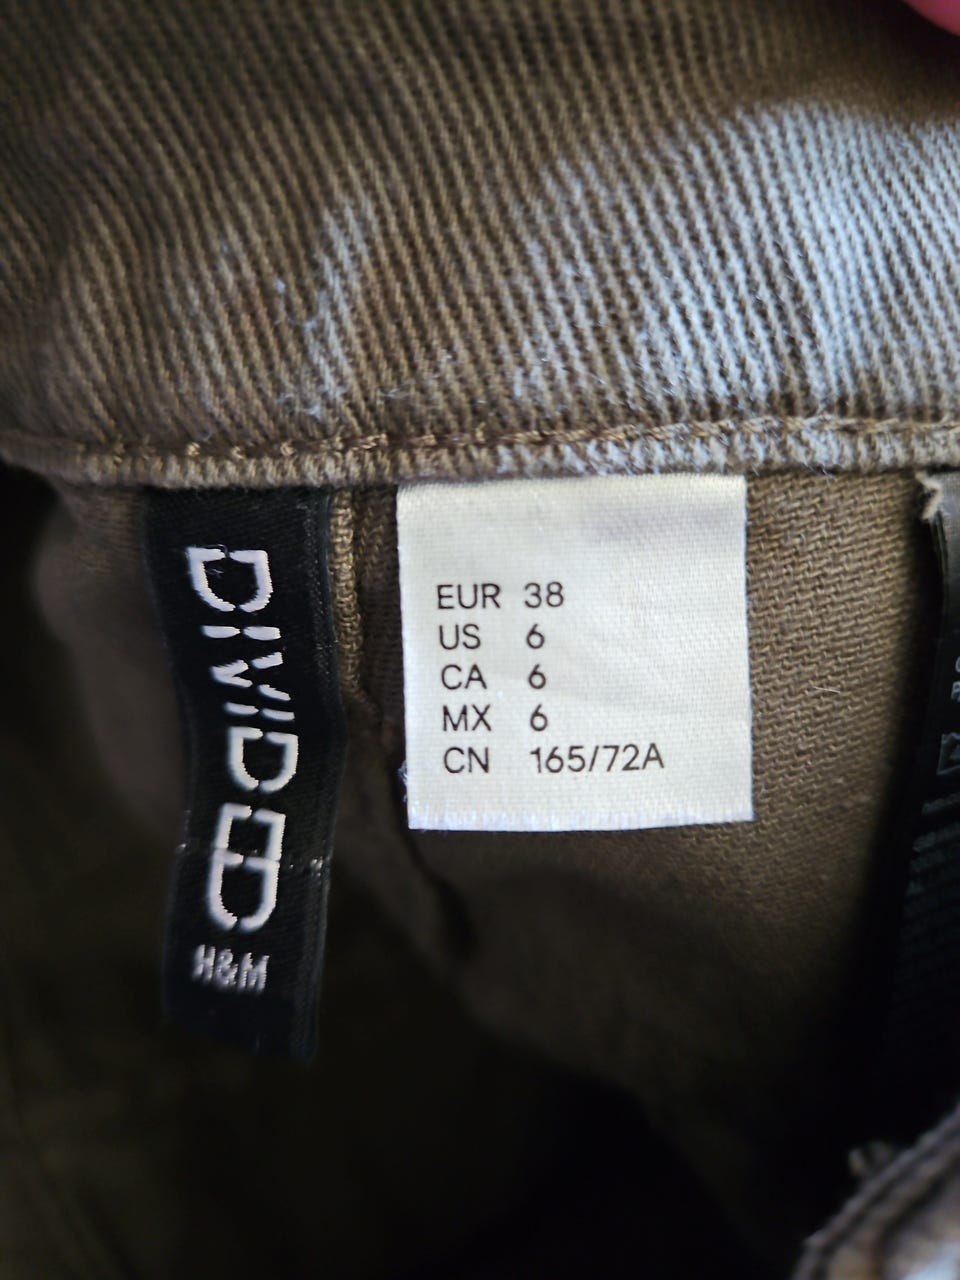 DIVIDED
H&M
EUR 38
US 6
CA 6
MX 6
CN 165/72A